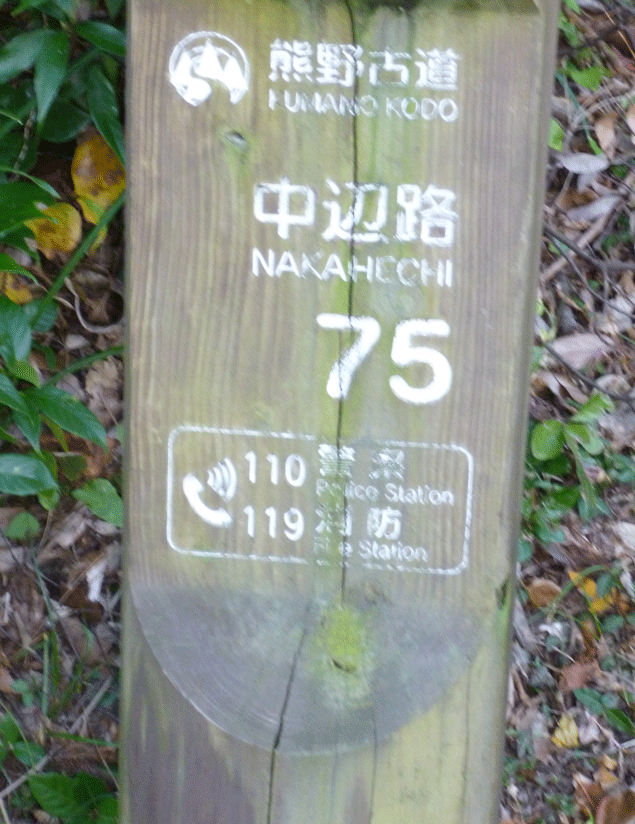 熊野古道
KUMANO KODO
中辺路
NAKAHECHI
75
110 警察
Police Station
119 消防
Fire Station